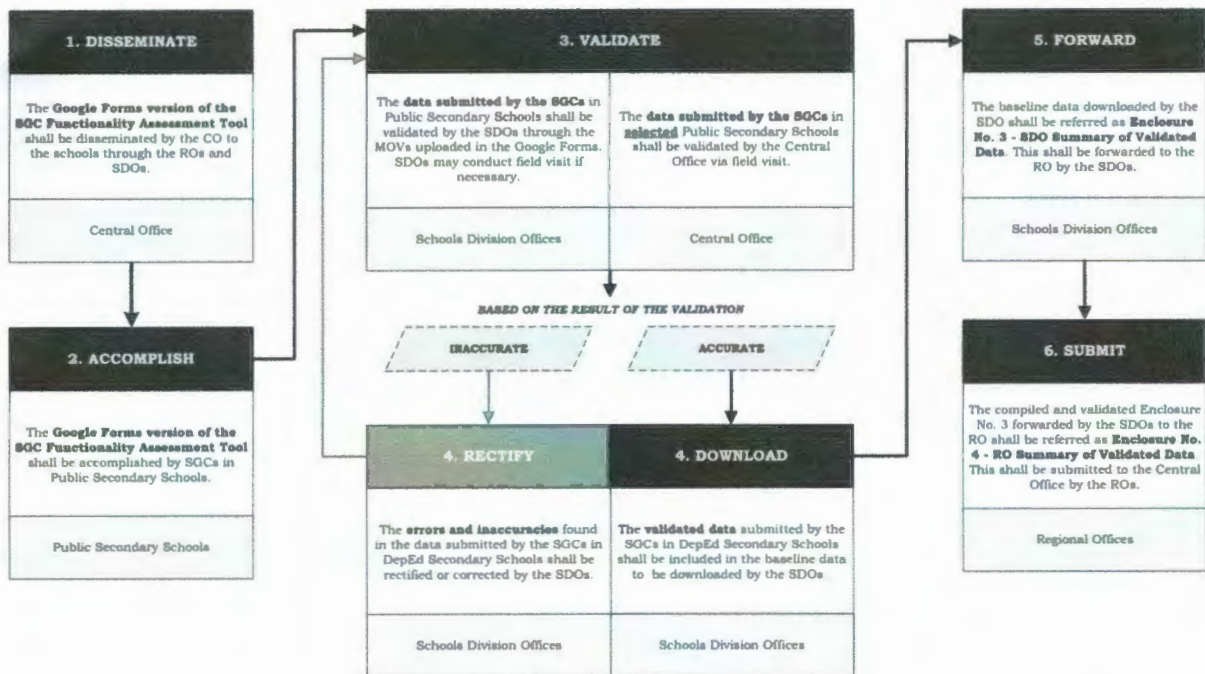 1. DISSEMINATE
The Google Forms version of the
SGC Functionality Assessment Tool
shall be disseminated by the CO to
the schools through the ROs and
SDOs.
Central Office
2. ACCOMPLISH
The Google Forms version of the
SGC Functionality Assessment Tool
shall be accomplished by SGCs in
Public Secondary Schools.
Public Secondary Schools
3. VALIDATE
The data submitted by the SGCs in
Public Secondary Schools shall be
validated by the SDOs through the
MOVs uploaded in the Google Forms.
SDOs may conduct field visit if
necessary.
Schools Division Offices
The data submitted by the SGCs in
selected Public Secondary Schools
shall be validated by the Central
Office via field visit.
Central Office
BASED ON THE RESULT OF THE VALIDATION
INACCURATE
ACCURATE
4. RECTIFY
The errors and inaccuracies found
in the data submitted by the SGCs in
DepEd Secondary Schools shall be
rectified or corrected by the SDOs.
Schools Division Offices
4. DOWNLOAD
The validated data submitted by the
SGCs in DepEd Secondary Schools
shall be included in the baseline data
to be downloaded by the SDOs
Schools Division Offices
5. FORWARD
The baseline data downloaded by the
SDO shall be referred as Enclosure
No. 3 - SDO Summary of Validated
Data. This shall be forwarded to the
RO by the SDOs.
Schools Division Offices
6. SUBMIT
The compiled and validated Enclosure
No. 3 forwarded by the SDOs to the
RO shall be referred as Enclosure No.
4 - RO Summary of Validated Data
This shall be submitted to the Central
Office by the ROs.
Regional Offices